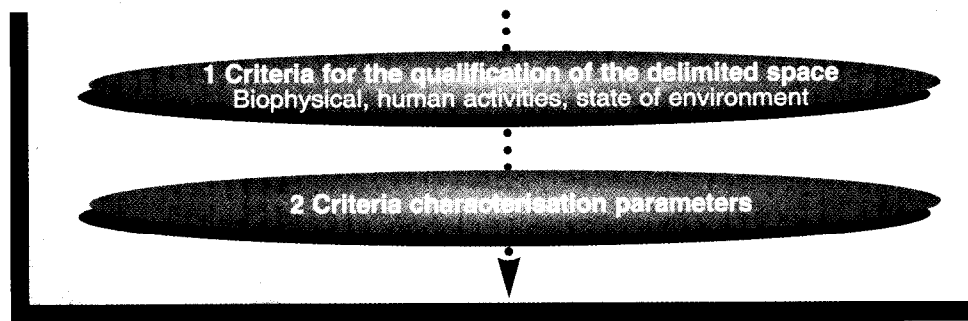 1 Criteria for the qualification of the delimited space
Biophysical, human activities, state of environment
2 Criteria characterisation parameters